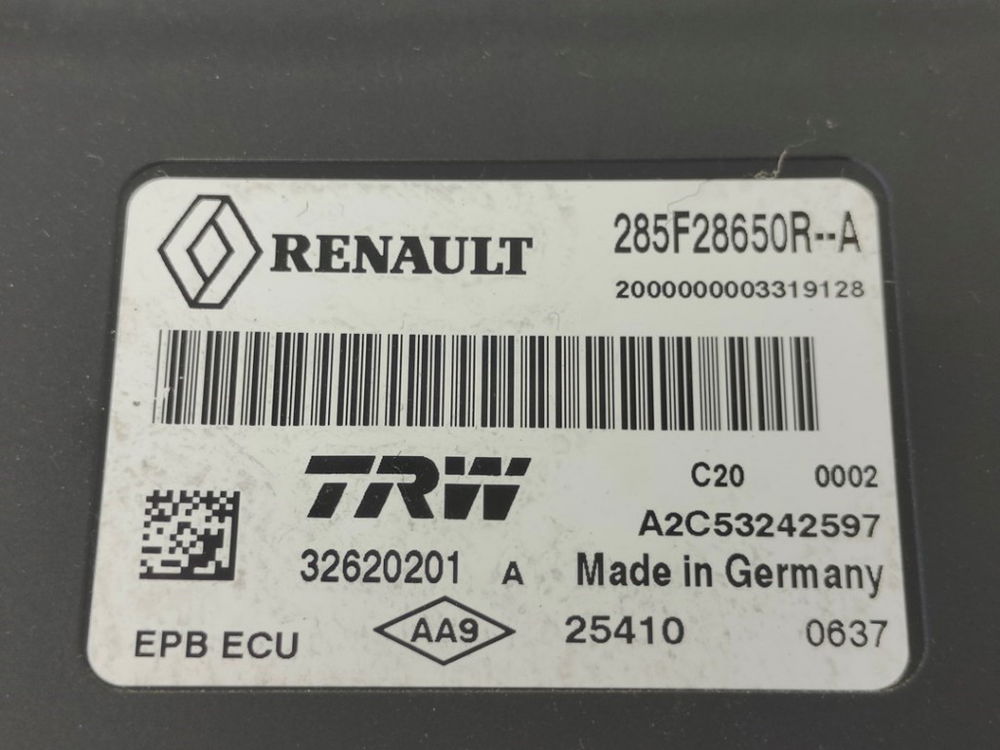 RENAULT
285F28650R--A
2000000003319128
TRW
C20 0002
A2C53242597
32620201 A
Made in Germany
EPB ECU
AA9
25410
0637